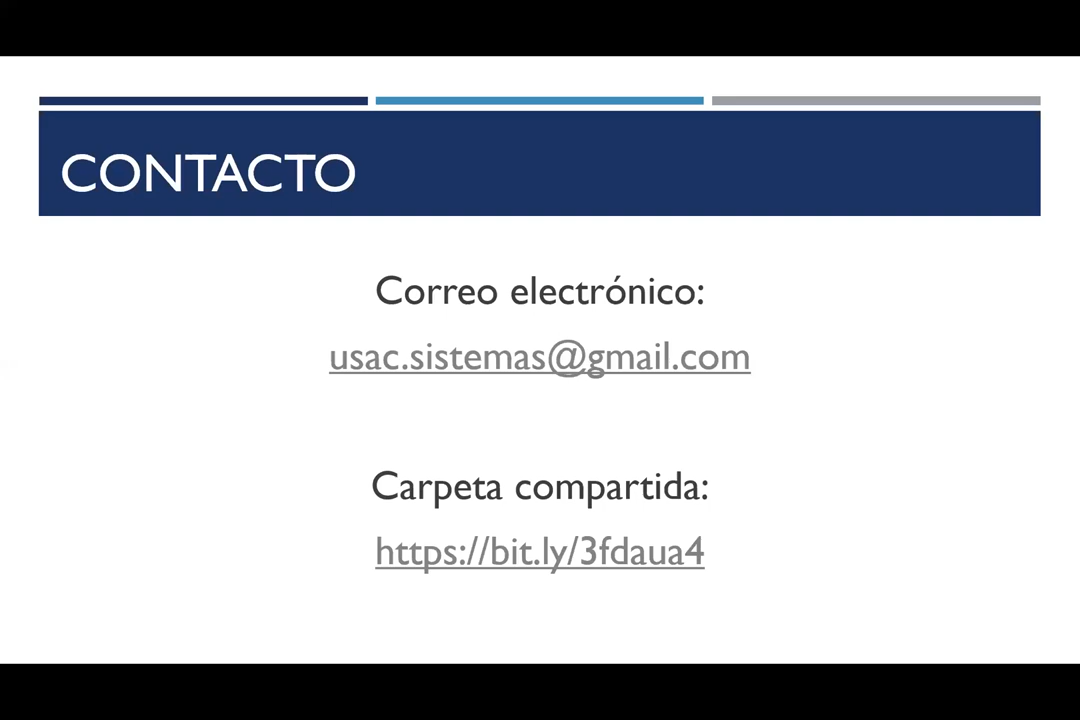 CONTACTO
Correo electrónico:
usac.sistemas@gmail.com
Carpeta compartida:
https://bit.ly/3fdaua4